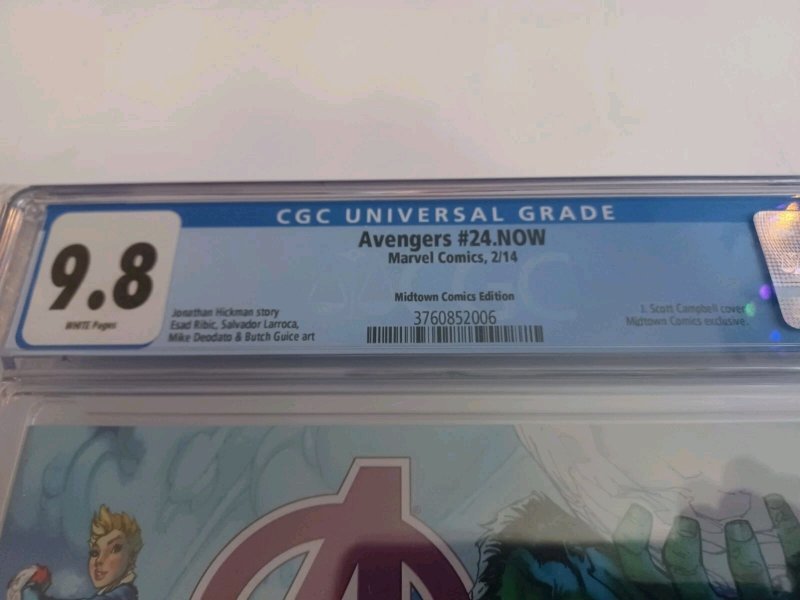 CGC UNIVERSAL GRADE
9.8
WHITE Pages
Avengers #24.NOW
Marvel Comics, 2/14
Midtown Comics Edition
3760852006
Jonathan Hickman story
Esad Ribic, Salvador Larroca,
Mike Deodato & Butch Guice art
J. Scott Campbell cover.
Midtown Comics exclusive.
A